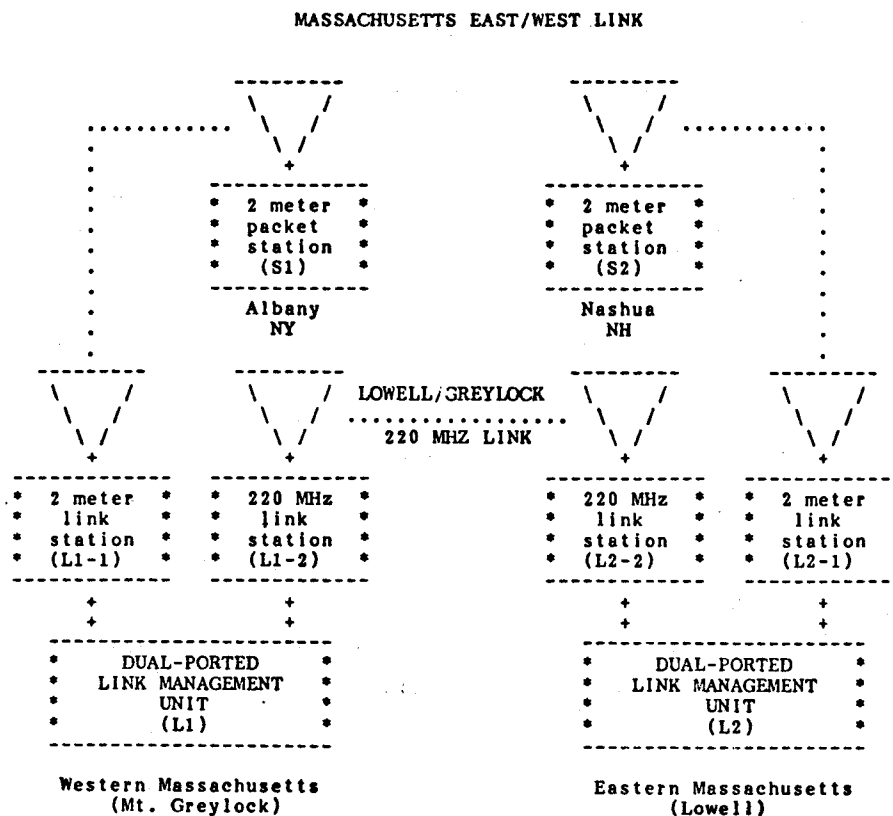 MASSACHUSETTS EAST/WEST LINK
2 meter
packet
station
(S1)
Albany
NY
2 meter
packet
station
(S2)
Nashua
NH
LOWELL/GREYLOCK
220 MHZ LINK
2 meter
link
station
(L1-1)
220 MHz
link
station
(L1-2)
220 MHz
link
station
(L2-2)
2 meter
link
station
(L2-1)
DUAL-PORTED
LINK MANAGEMENT
UNIT
(L1)
DUAL-PORTED
LINK MANAGEMENT
UNIT
(L2)
Western Massachusetts
(Mt. Greylock)
Eastern Massachusetts
(Lowell)